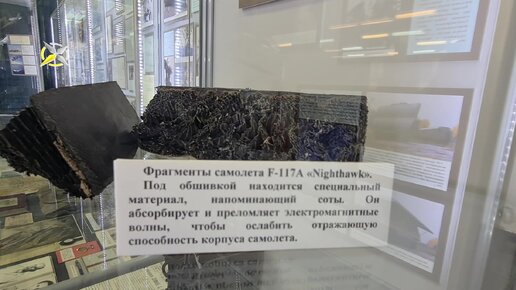 Фрагменты самолета F-117A «Nighthawk».
Под обшивкой находится специальный
материал, напоминающий соты. Он
абсорбирует и преломляет электромагнитные
волны, чтобы ослабить отражающую
способность корпуса самолета.